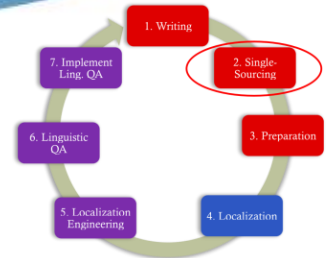 1. Writing
2. Single-
Sourcing
3. Preparation
4. Localization
5. Localization
Engineering
6. Linguistic
QA
7. Implement
Ling. QA